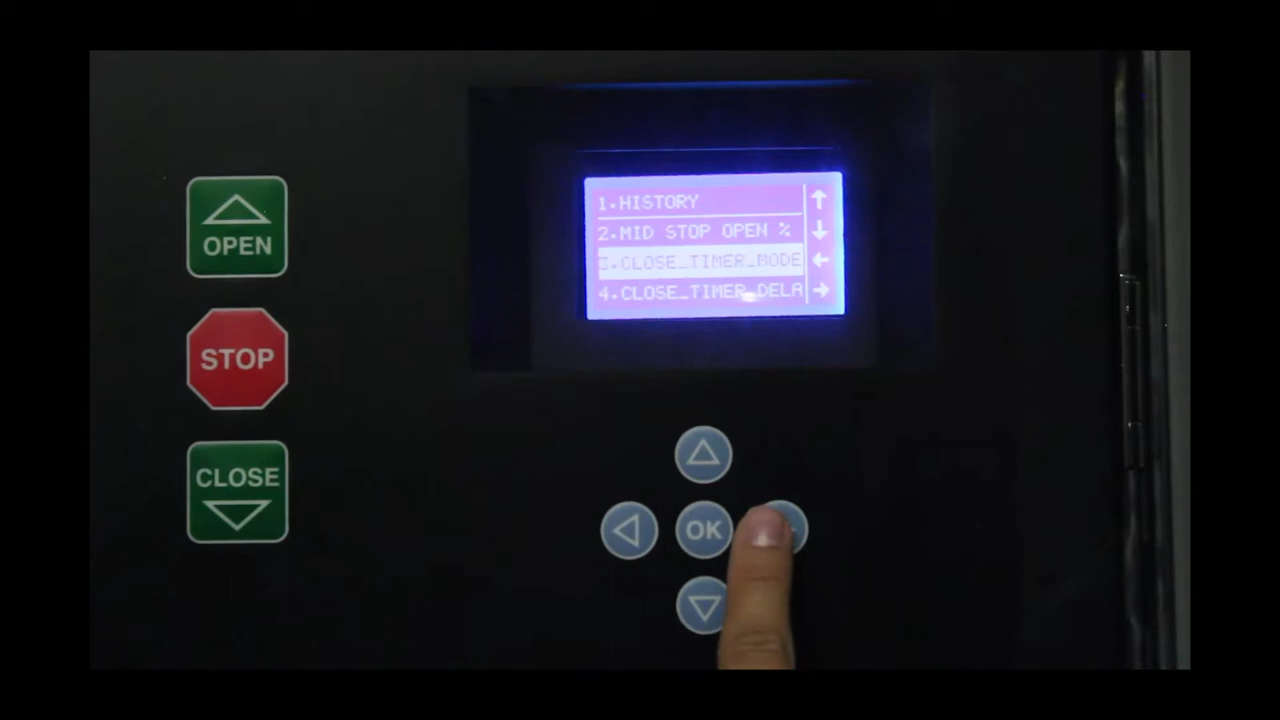 OPEN
STOP
CLOSE
1.HISTORY
2.MID STOP OPEN %
3.CLOSE_TIMER_MODE
4.CLOSE_TIMER_DELA
OK